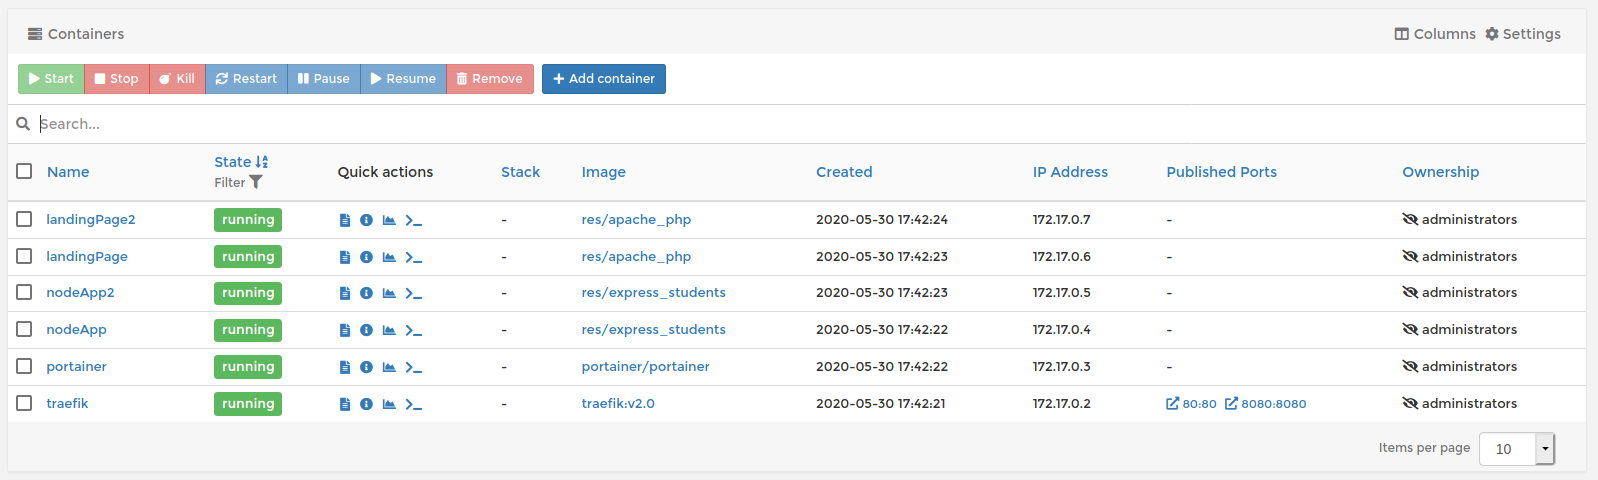 Containers Columns Settings
Start Stop Kill Restart Pause Resume Remove Add container
Search...
Name State Filter Quick actions Stack Image Created IP Address Published Ports Ownership
landingPage2 running - res/apache_php 2020-05-30 17:42:24 172.17.0.7 - administrators
landingPage running - res/apache_php 2020-05-30 17:42:23 172.17.0.6 - administrators
nodeApp2 running - res/express_students 2020-05-30 17:42:23 172.17.0.5 - administrators
nodeApp running - res/express_students 2020-05-30 17:42:22 172.17.0.4 - administrators
portainer running - portainer/portainer 2020-05-30 17:42:22 172.17.0.3 - administrators
traefik running - traefik:v2.0 2020-05-30 17:42:21 172.17.0.2 80:80 8080:8080 administrators
Items per page 10